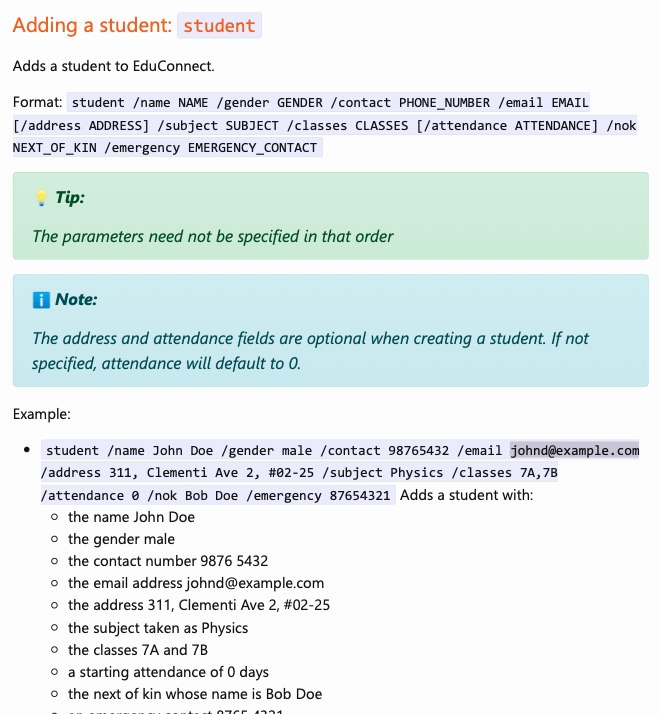 Adding a student: student
Adds a student to EduConnect.
Format: student /name NAME /gender GENDER /contact PHONE_NUMBER /email EMAIL
[/address ADDRESS] /subject SUBJECT /classes CLASSES [/attendance ATTENDANCE] /nok
NEXT_OF_KIN /emergency EMERGENCY_CONTACT
💡 Tip:
The parameters need not be specified in that order
ℹ️ Note:
The address and attendance fields are optional when creating a student. If not
specified, attendance will default to 0.
Example:
• student /name John Doe /gender male /contact 98765432 /email johnd@example.com
/address 311, Clementi Ave 2, #02-25 /subject Physics /classes 7A,7B
/attendance 0 /nok Bob Doe /emergency 87654321 Adds a student with:
◦ the name John Doe
◦ the gender male
◦ the contact number 9876 5432
◦ the email address johnd@example.com
◦ the address 311, Clementi Ave 2, #02-25
◦ the subject taken as Physics
◦ the classes 7A and 7B
◦ a starting attendance of 0 days
◦ the next of kin whose name is Bob Doe
◦ an emergency contact 8765 4321